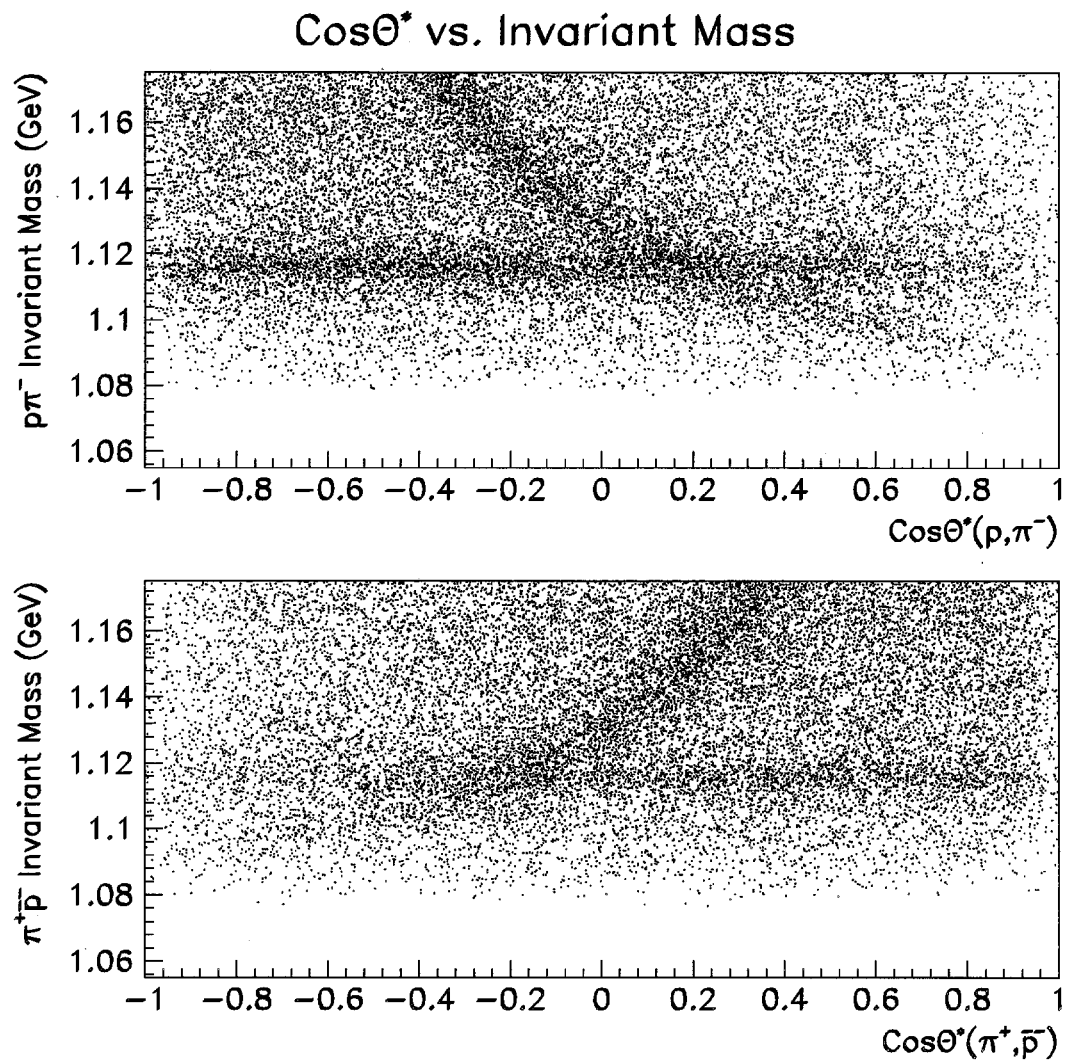 CosΘ* vs. Invariant Mass
pπ⁻ Invariant Mass (GeV)
1.16
1.14
1.12
1.1
1.08
1.06
−1 −0.8 −0.6 −0.4 −0.2 0 0.2 0.4 0.6 0.8 1
CosΘ*(p,π⁻)
π⁺p̄⁻ Invariant Mass (GeV)
1.16
1.14
1.12
1.1
1.08
1.06
−1 −0.8 −0.6 −0.4 −0.2 0 0.2 0.4 0.6 0.8 1
CosΘ*(π⁺,p̄⁻)